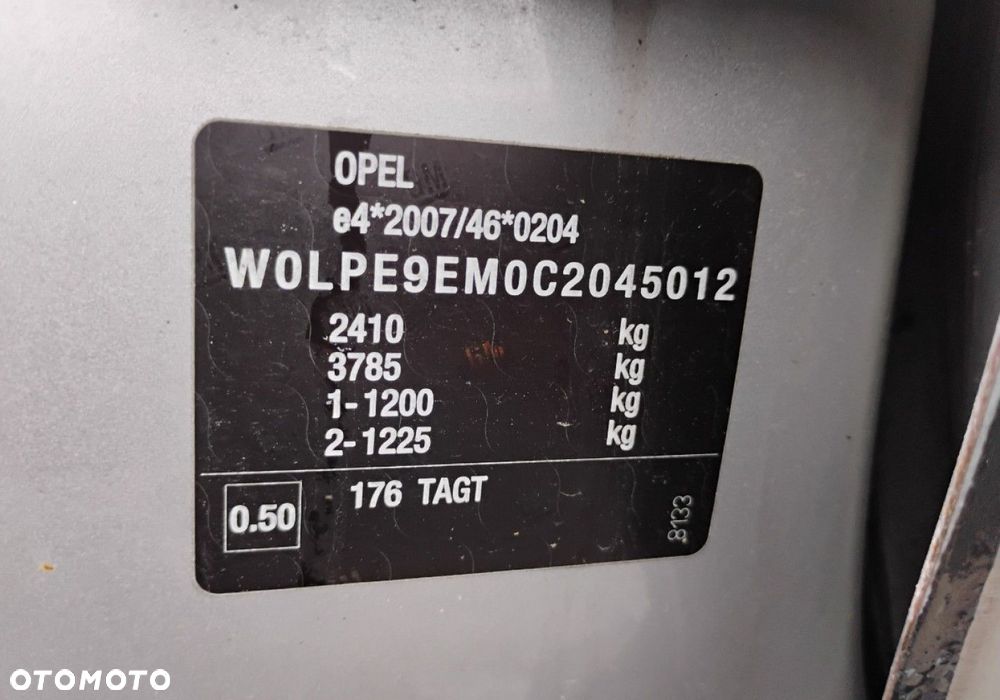 OPEL
e4*2007/46*0204
W0LPE9EM0C2045012
2410 kg
3785 kg
1-1200 kg
2-1225 kg
0.50 176 TAGT
8133
OTOMOTO